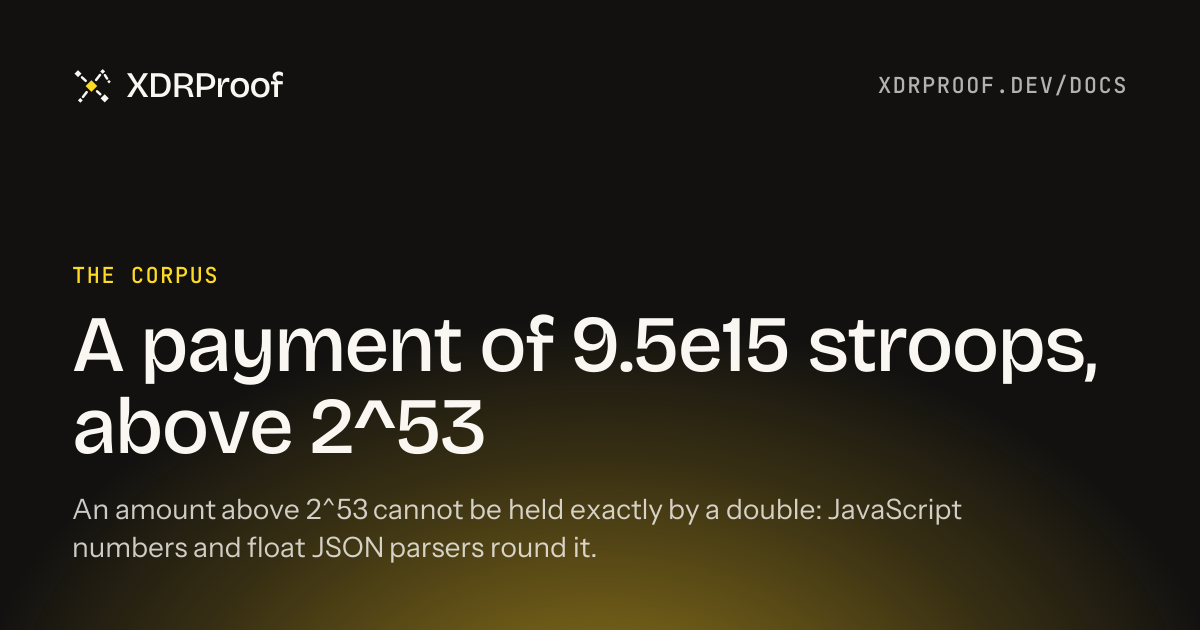 XDRProof
XDRPROOF.DEV/DOCS
THE CORPUS
A payment of 9.5e15 stroops,
above 2^53
An amount above 2^53 cannot be held exactly by a double: JavaScript
numbers and float JSON parsers round it.